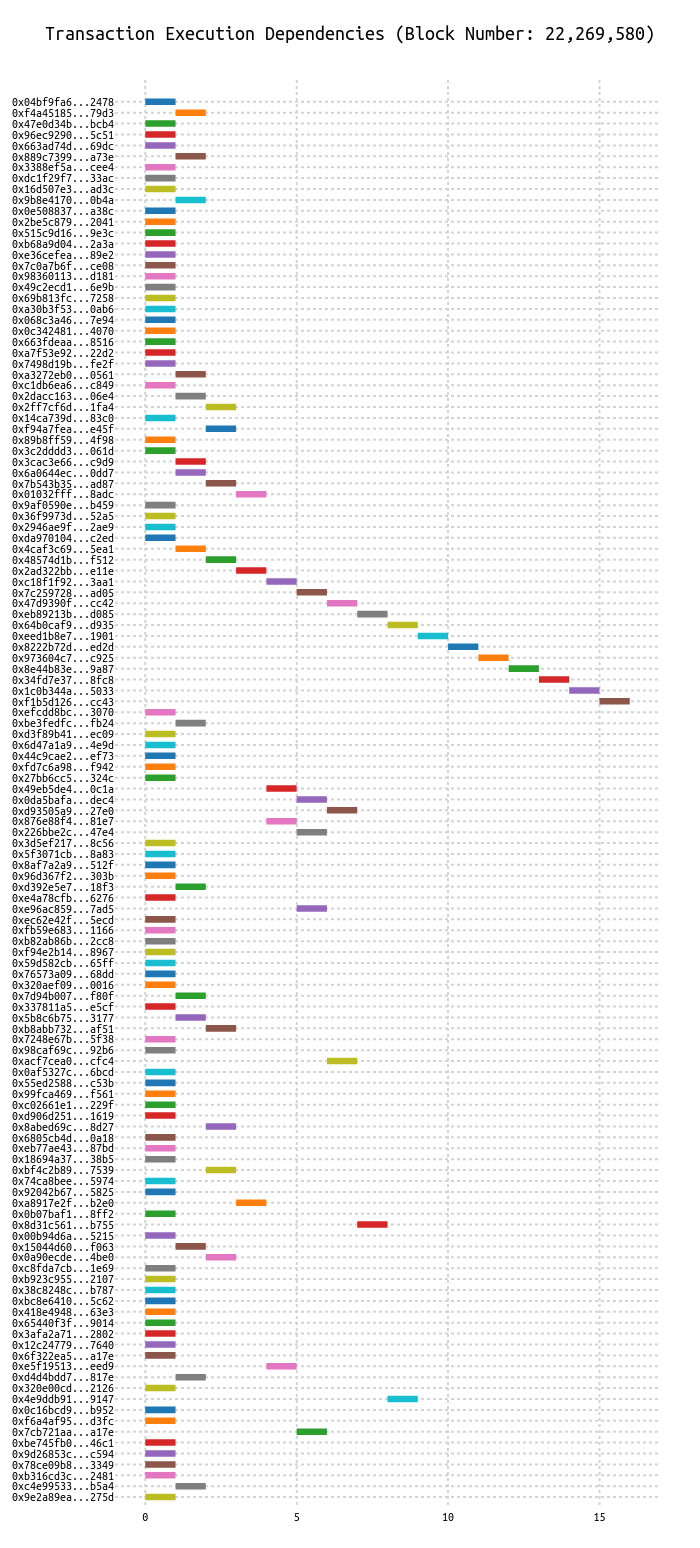 Transaction Execution Dependencies (Block Number: 22,269,580)
0x04bf9fa6...2478
0xf4a45185...79d3
0x47e0d34b...bcb4
0x96ec9290...5c51
0x663ad74d...69dc
0x889c7399...a73e
0x3388ef5a...cee4
0xdc1f29f7...33ac
0x16d507e3...ad3c
0x9b8e4170...0b4a
0x0e508837...a38c
0x2be5c879...2041
0x515c9d16...9e3c
0xb68a9d04...2a3a
0xe36cefea...89e2
0x7c0a7b6f...ce08
0x98360113...d181
0x49c2ecd1...6e9b
0x69b813fc...7258
0xa30b3f53...0ab6
0x068c3a46...7e94
0x0c342481...4070
0x663fdeaa...8516
0xa7f53e92...22d2
0x7498d19b...fe2f
0xa3272eb0...0561
0xc1db6ea6...c849
0x2dacc163...06e4
0x2ff7cf6d...1fa4
0x14ca739d...83c0
0xf94a7fea...e45f
0x89b8ff59...4f98
0x3c2dddd3...061d
0x3cac3e66...c9d9
0x6a0644ec...0dd7
0x7b543b35...ad87
0x01032fff...8adc
0x9af0590e...b459
0x36f9973d...52a5
0x2946ae9f...2ae9
0xda970104...c2ed
0x4caf3c69...5ea1
0x48574d1b...f512
0x2ad322bb...e11e
0xc18f1f92...3aa1
0x7c259728...ad05
0x47d9390f...cc42
0xeb89213b...d085
0x64b0caf9...d935
0xeed1b8e7...1901
0x8222b72d...ed2d
0x973604c7...c925
0x8e44b83e...9a87
0x34fd7e37...8fc8
0x1c0b344a...5033
0xf1b5d126...cc43
0xefcdd8bc...3070
0xbe3fedfc...fb24
0xd3f89b41...ec09
0x6d47a1a9...4e9d
0x44c9cae2...ef73
0xfd7c6a98...f942
0x27bb6cc5...324c
0x49eb5de4...0c1a
0x0da5bafa...dec4
0xd93505a9...27e0
0x876e88f4...81e7
0x226bbe2c...47e4
0x3d5ef217...8c56
0x5f3071cb...8a83
0x8af7a2a9...512f
0x96d367f2...303b
0xd392e5e7...18f3
0xe4a78cfb...6276
0xe96ac859...7ad5
0xec62e42f...5ecd
0xfb59e683...1166
0xb82ab86b...2cc8
0xf94e2b14...8967
0x59d582cb...65ff
0x76573a09...68dd
0x320aef09...0016
0x7d94b007...f80f
0x337811a5...e5cf
0x5b8c6b75...3177
0xb8abb732...af51
0x7248e67b...5f38
0x98caf69c...92b6
0xacf7cea0...cfc4
0x0af5327c...6bcd
0x55ed2588...c53b
0x99fca469...f561
0xc02661e1...229f
0xd906d251...1619
0x8abed69c...8d27
0x6805cb4d...0a18
0xeb77ae43...87bd
0x18694a37...38b5
0xbf4c2b89...7539
0x74ca8bee...5974
0x92042b67...5825
0xa8917e2f...b2e0
0x0b07baf1...8ff2
0x8d31c561...b755
0x00b94d6a...5215
0x15044d60...f063
0x0a90ecde...4be0
0xc8fda7cb...1e69
0xb923c955...2107
0x38c8248c...b787
0xbc8e6410...5c62
0x418e4948...63e3
0x65440f3f...9014
0x3afa2a71...2802
0x12c24779...7640
0x6f322ea5...a17e
0xe5f19513...eed9
0xd4d4bdd7...817e
0x320e00cd...2126
0x4e9ddb91...9147
0x0c16bcd9...b952
0xf6a4af95...d3fc
0x7cb721aa...a17e
0xbe745fb0...46c1
0x9d26853c...c594
0x78ce09b8...3349
0xb316cd3c...2481
0xc4e99533...b5a4
0x9e2a89ea...275d
0 5 10 15